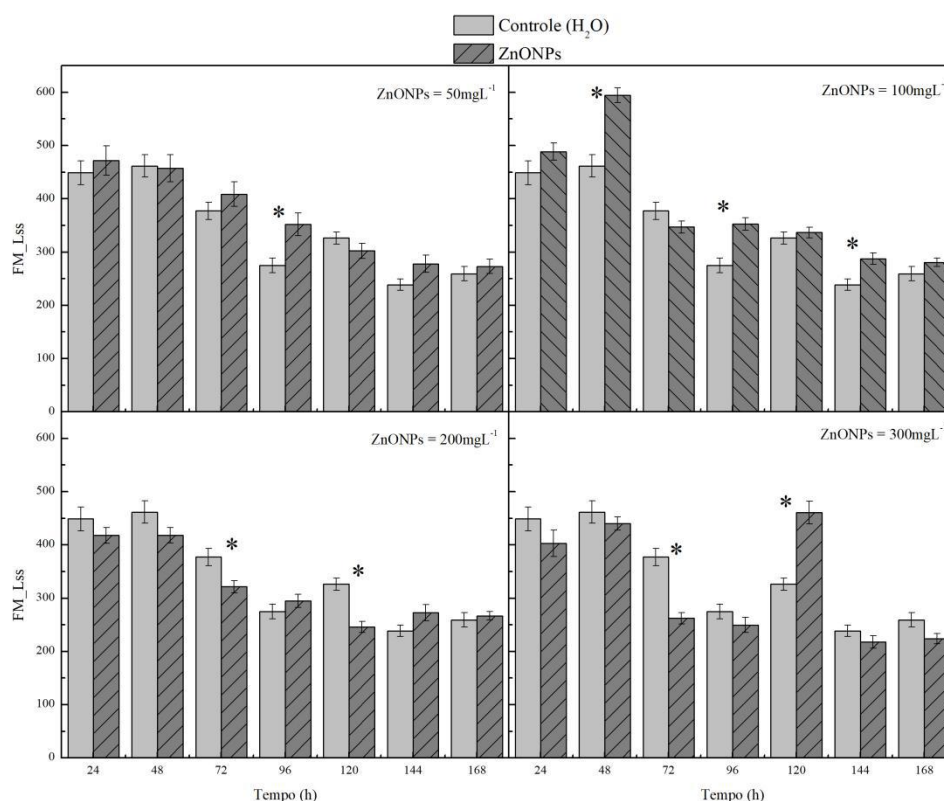 Controle (H₂O)
ZnONPs
ZnONPs = 50mgL⁻¹
ZnONPs = 100mgL⁻¹
600
500
400
300
200
100
0
FM_Lss
*
* * *
ZnONPs = 200mgL⁻¹
ZnONPs = 300mgL⁻¹
600
500
400
300
200
100
0
FM_Lss
* *
* *
24 48 72 96 120 144 168
24 48 72 96 120 144 168
Tempo (h)
Tempo (h)